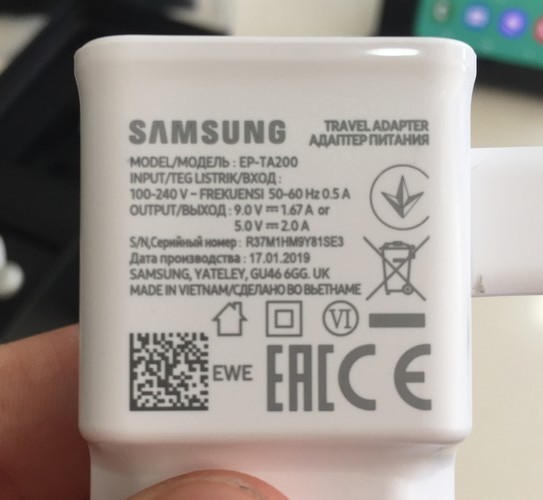 SAMSUNG
TRAVEL ADAPTER
АДАПТЕР ПИТАНИЯ
MODEL/МОДЕЛЬ : EP-TA200
INPUT/TEG LISTRIK/ВХОД :
100-240 V ~ FREKUENSI 50-60 Hz 0.5 A
OUTPUT/ВЫХОД : 9.0 V ⎓ 1.67 A or
5.0 V ⎓ 2.0 A
S/N,Серийный номер : R37M1HM9Y81SE3
Дата производства : 17.01.2019
SAMSUNG, YATELEY, GU46 6GG. UK
MADE IN VIETNAM/СДЕЛАНО ВО ВЬЕТНАМЕ
VI
EWE
EAC CE